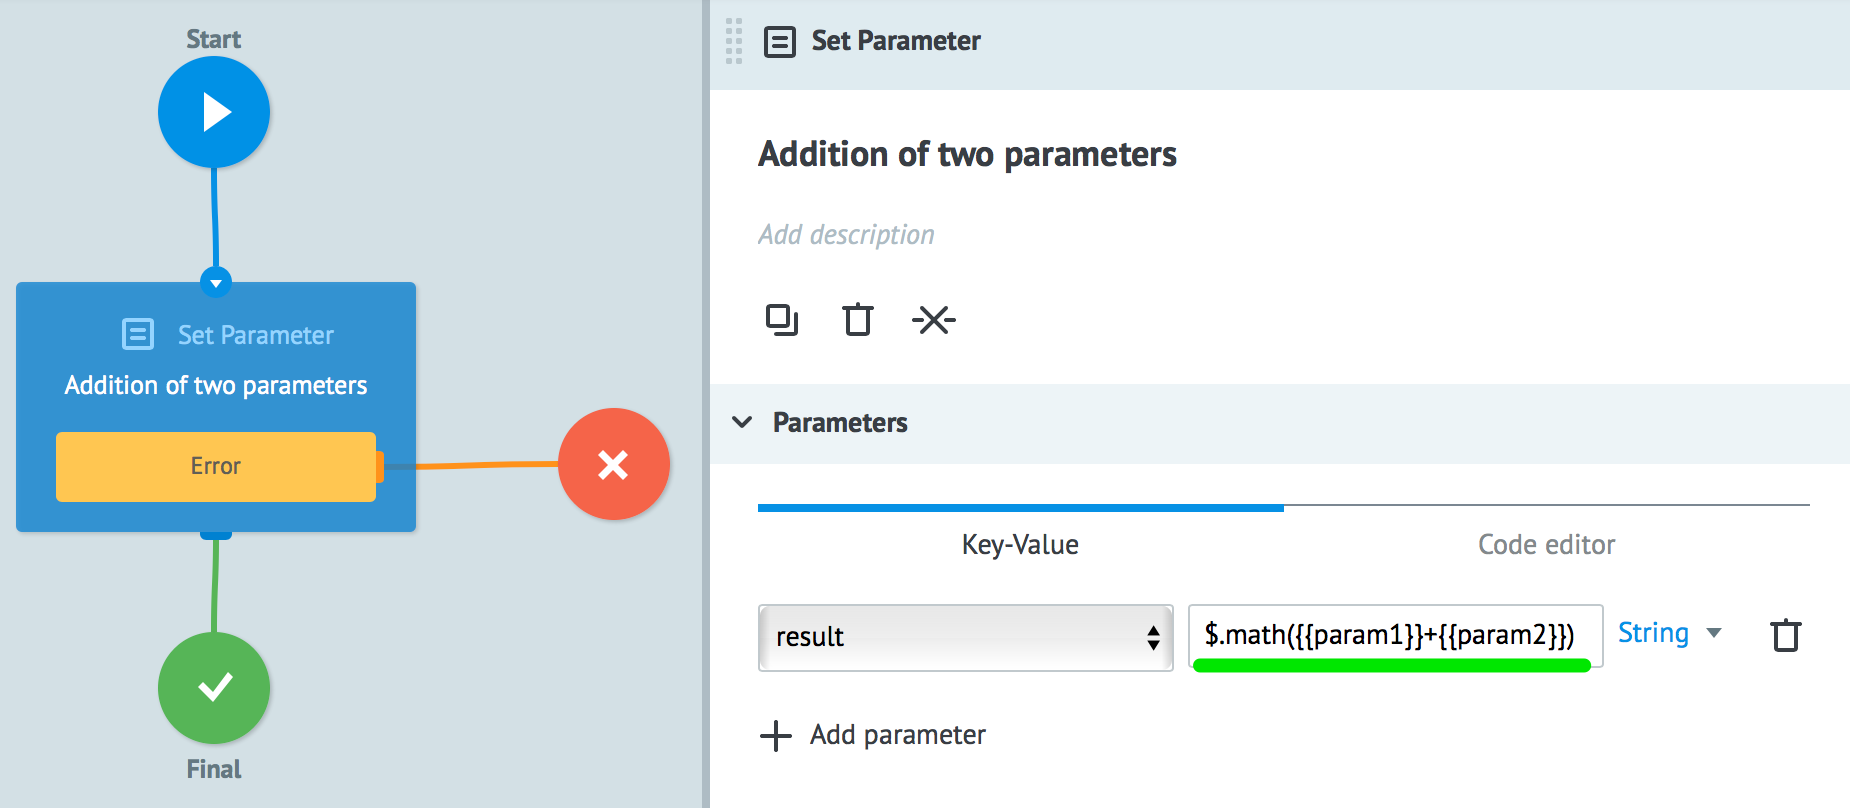 Start
Set Parameter
Addition of two parameters
Error
Final
Set Parameter
Addition of two parameters
Add description
Parameters
Key-Value
Code editor
result
$.math({{param1}}+{{param2}})
String
Add parameter